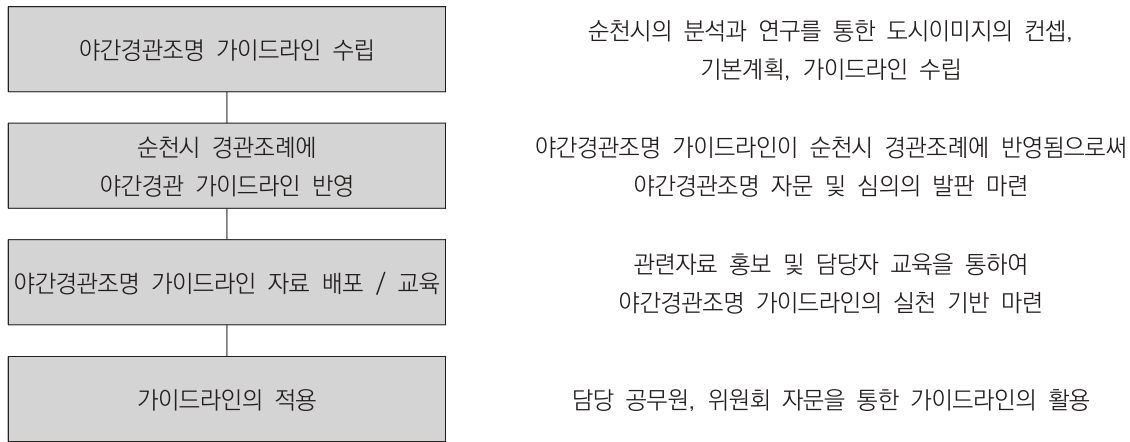 야간경관조명 가이드라인 수립
순천시의 분석과 연구를 통한 도시이미지의 컨셉,
기본계획, 가이드라인 수립
순천시 경관조례에
야간경관 가이드라인 반영
야간경관조명 가이드라인이 순천시 경관조례에 반영됨으로써
야간경관조명 자문 및 심의의 발판 마련
야간경관조명 가이드라인 자료 배포 / 교육
관련자료 홍보 및 담당자 교육을 통하여
야간경관조명 가이드라인의 실천 기반 마련
가이드라인의 적용
담당 공무원, 위원회 자문을 통한 가이드라인의 활용